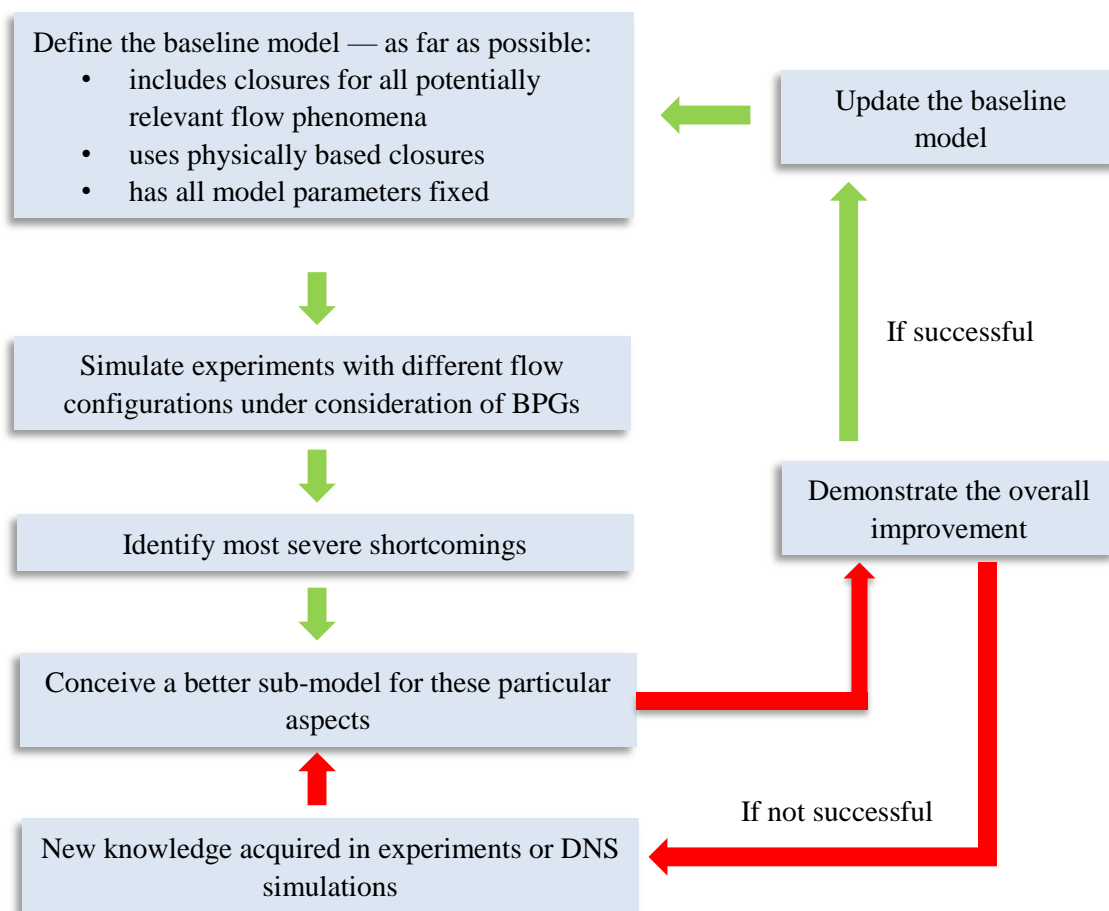 Define the baseline model — as far as possible:
• includes closures for all potentially
relevant flow phenomena
• uses physically based closures
• has all model parameters fixed
Update the baseline
model
If successful
Simulate experiments with different flow
configurations under consideration of BPGs
Identify most severe shortcomings
Demonstrate the overall
improvement
Conceive a better sub-model for these particular
aspects
If not successful
New knowledge acquired in experiments or DNS
simulations